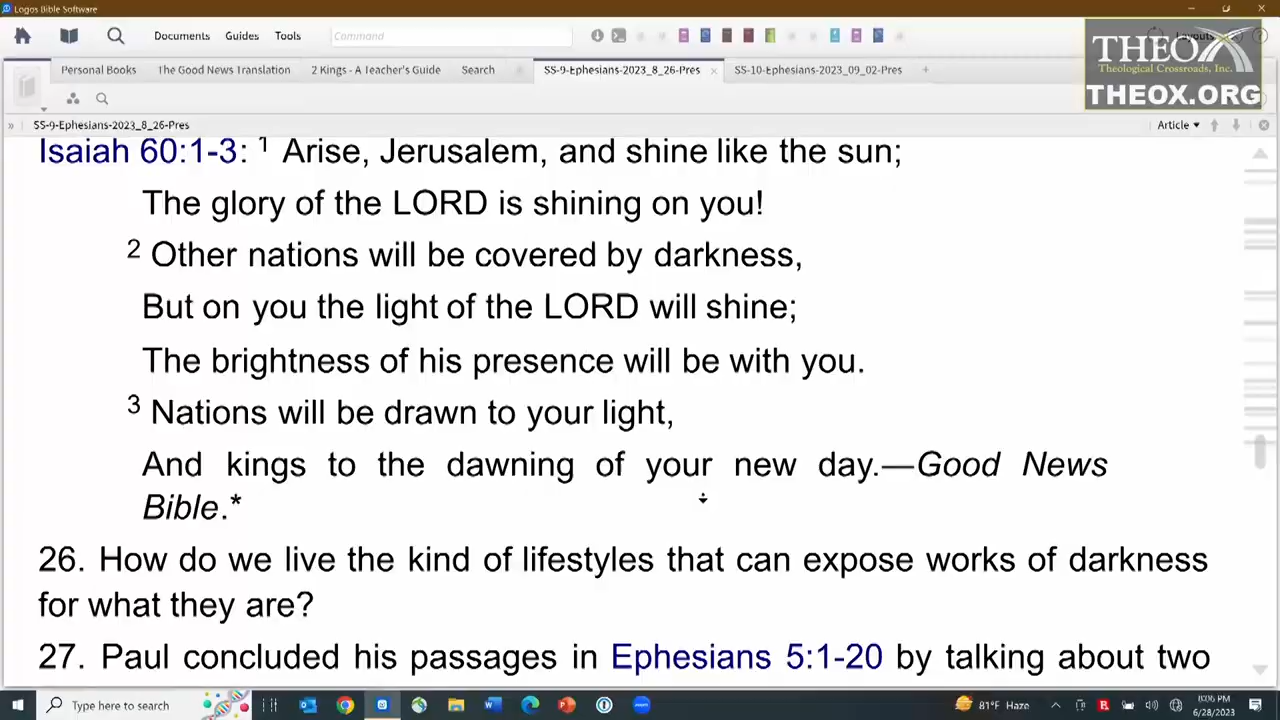 Logos Bible Software
Documents Guides Tools Command
THEOX
Theological Crossroads, Inc.
THEOX.ORG
Personal Books The Good News Translation 2 Kings - A Teacher's Gui SS-9-Ephesians-2023_8_26-Pres × SS-10-Ephesians-2023_09_02-Pres +
» SS-9-Ephesians-2023_8_26-Pres Article
Isaiah 60:1-3: 1 Arise, Jerusalem, and shine like the sun;
The glory of the LORD is shining on you!
2 Other nations will be covered by darkness,
But on you the light of the LORD will shine;
The brightness of his presence will be with you.
3 Nations will be drawn to your light,
And kings to the dawning of your new day.—Good News
Bible.*
26. How do we live the kind of lifestyles that can expose works of darkness
for what they are?
27. Paul concluded his passages in Ephesians 5:1-20 by talking about two
Type here to search 81°F Haze 8:06 PM
6/28/2023